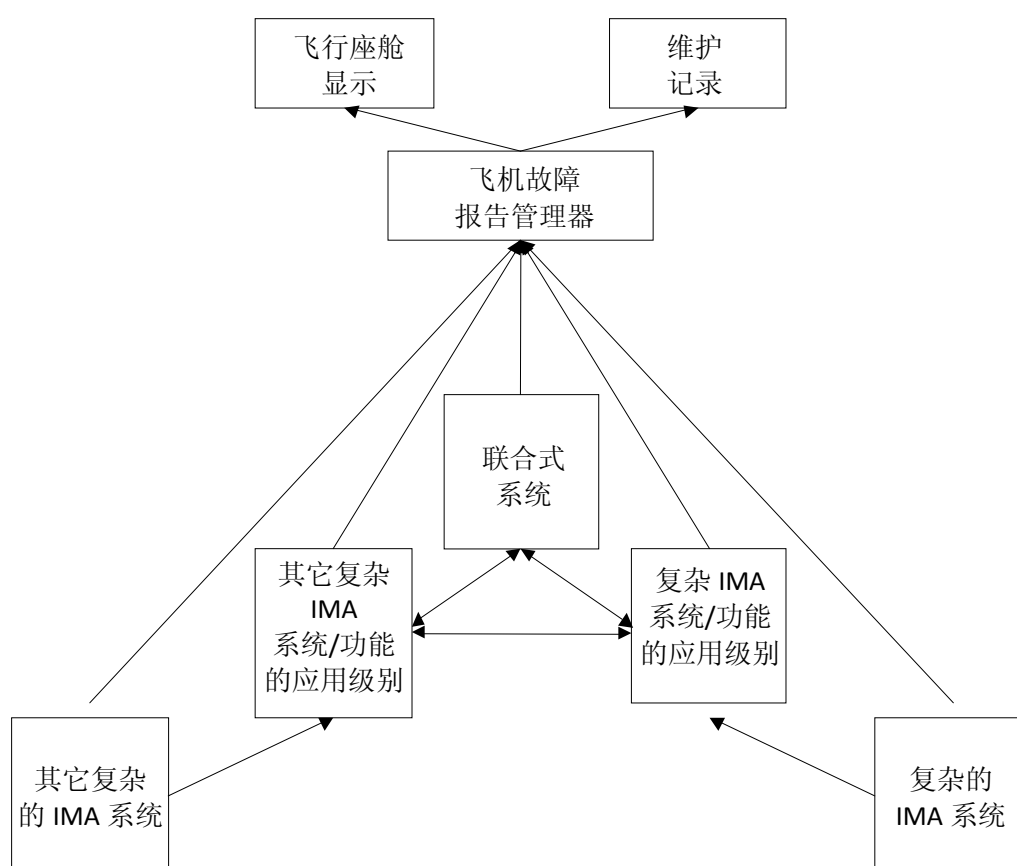 飞行座舱
显示
维护
记录
飞机故障
报告管理器
联合式
系统
其它复杂
IMA
系统/功能
的应用级别
复杂 IMA
系统/功能
的应用级别
其它复杂
的 IMA 系统
复杂的
IMA 系统